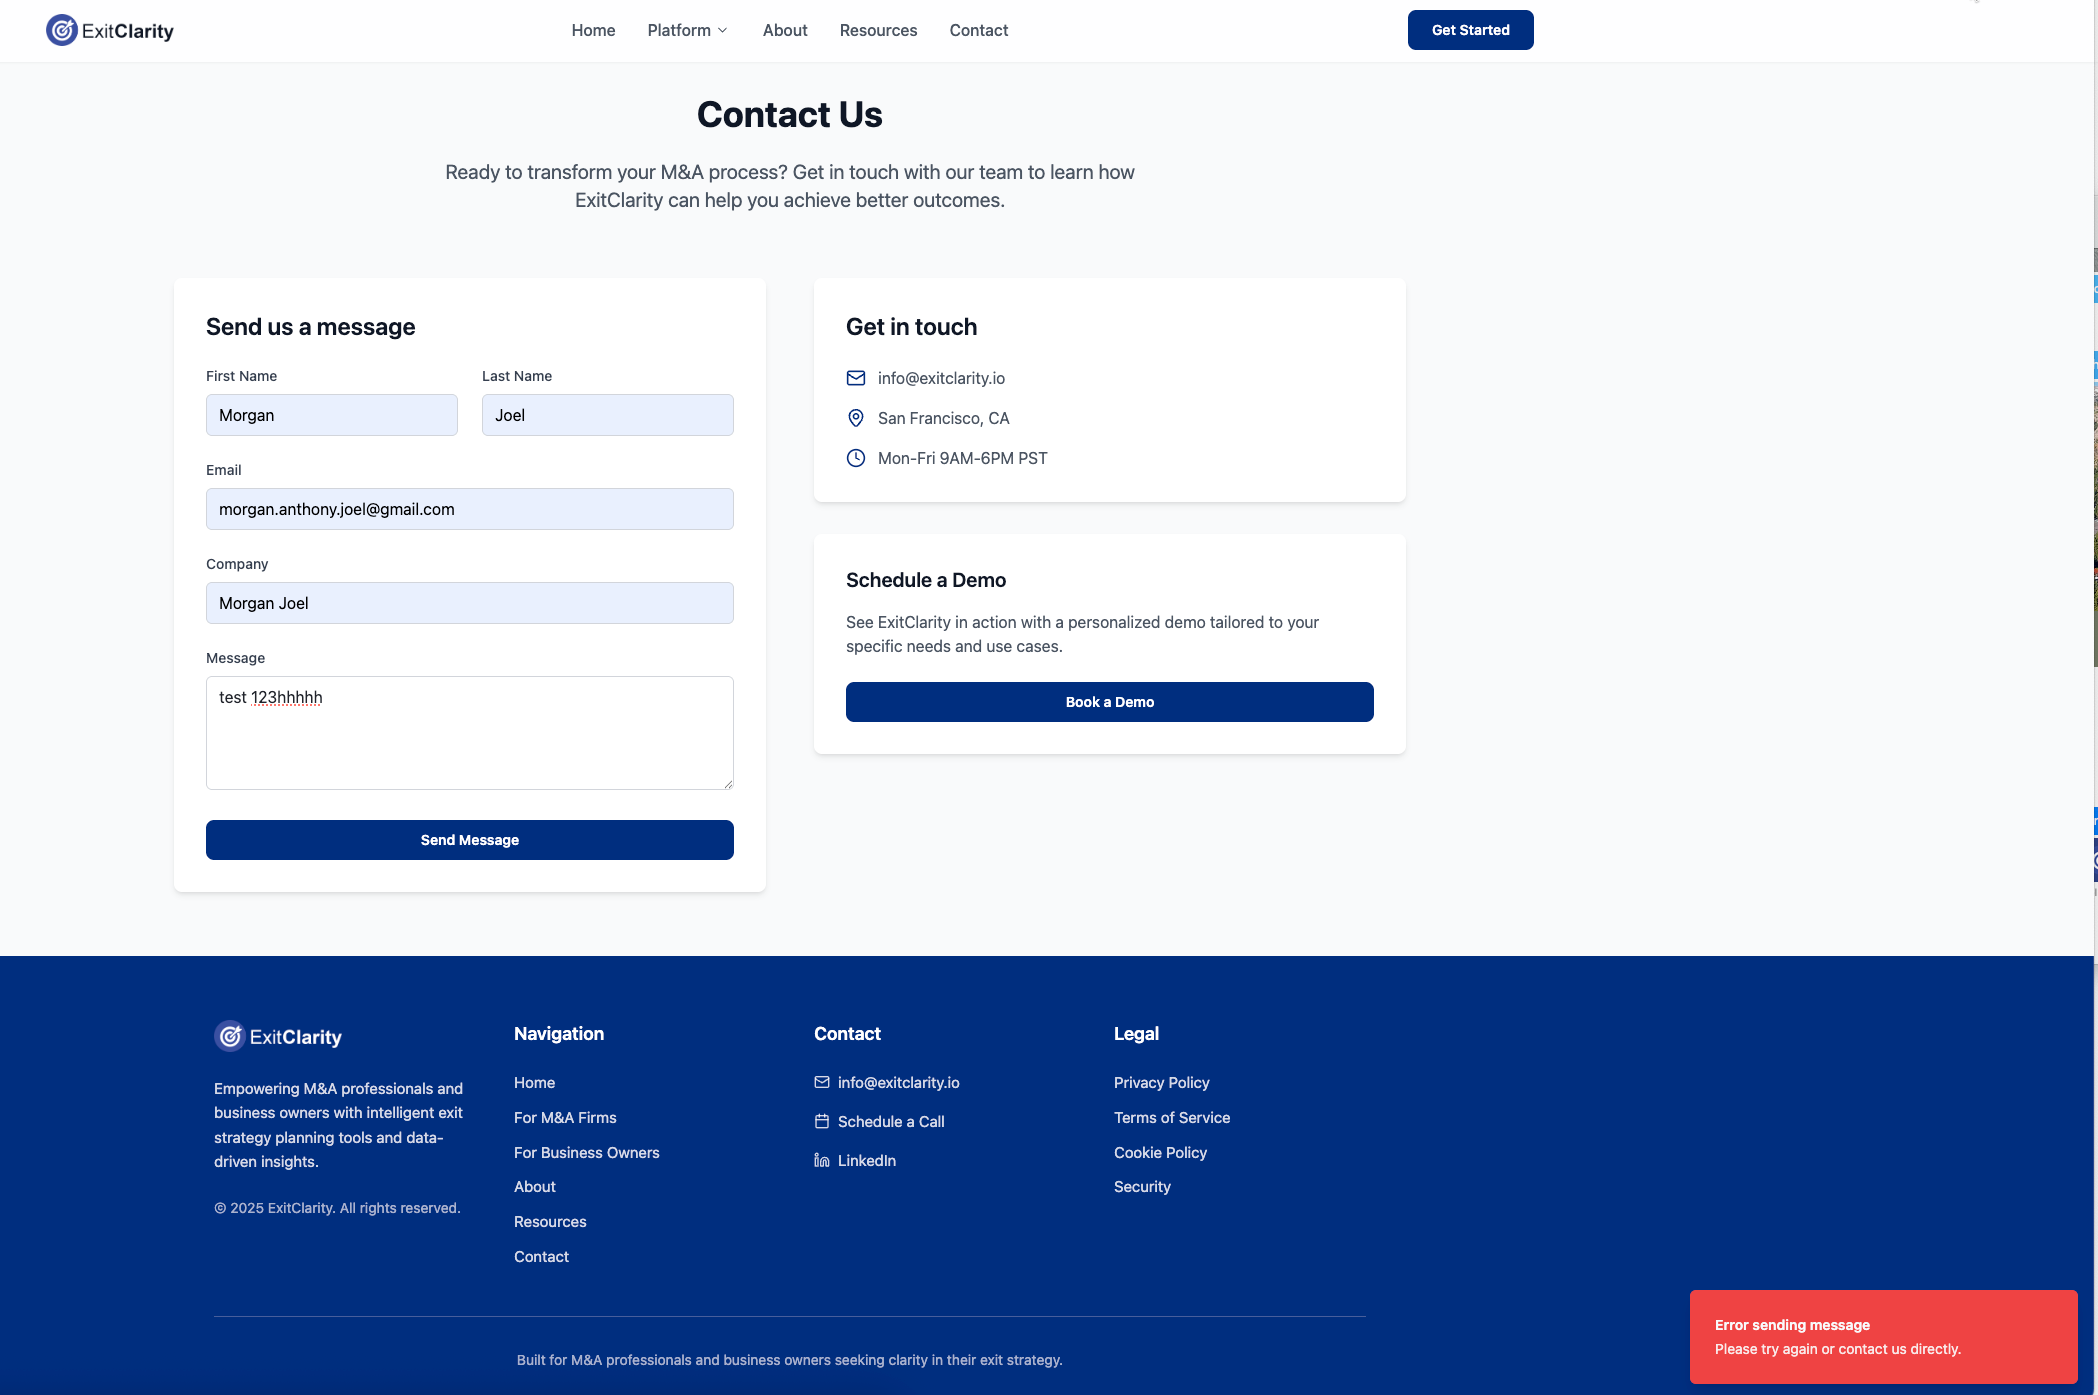 ExitClarity
Home
Platform
About
Resources
Contact
Get Started
Contact Us
Ready to transform your M&A process? Get in touch with our team to learn how
ExitClarity can help you achieve better outcomes.
Send us a message
First Name
Last Name
Morgan
Joel
Email
morgan.anthony.joel@gmail.com
Company
Morgan Joel
Message
test 123hhhhh
Send Message
Get in touch
info@exitclarity.io
San Francisco, CA
Mon-Fri 9AM-6PM PST
Schedule a Demo
See ExitClarity in action with a personalized demo tailored to your
specific needs and use cases.
Book a Demo
ExitClarity
Empowering M&A professionals and
business owners with intelligent exit
strategy planning tools and data-
driven insights.
© 2025 ExitClarity. All rights reserved.
Navigation
Home
For M&A Firms
For Business Owners
About
Resources
Contact
Contact
info@exitclarity.io
Schedule a Call
LinkedIn
Legal
Privacy Policy
Terms of Service
Cookie Policy
Security
Built for M&A professionals and business owners seeking clarity in their exit strategy.
Error sending message
Please try again or contact us directly.